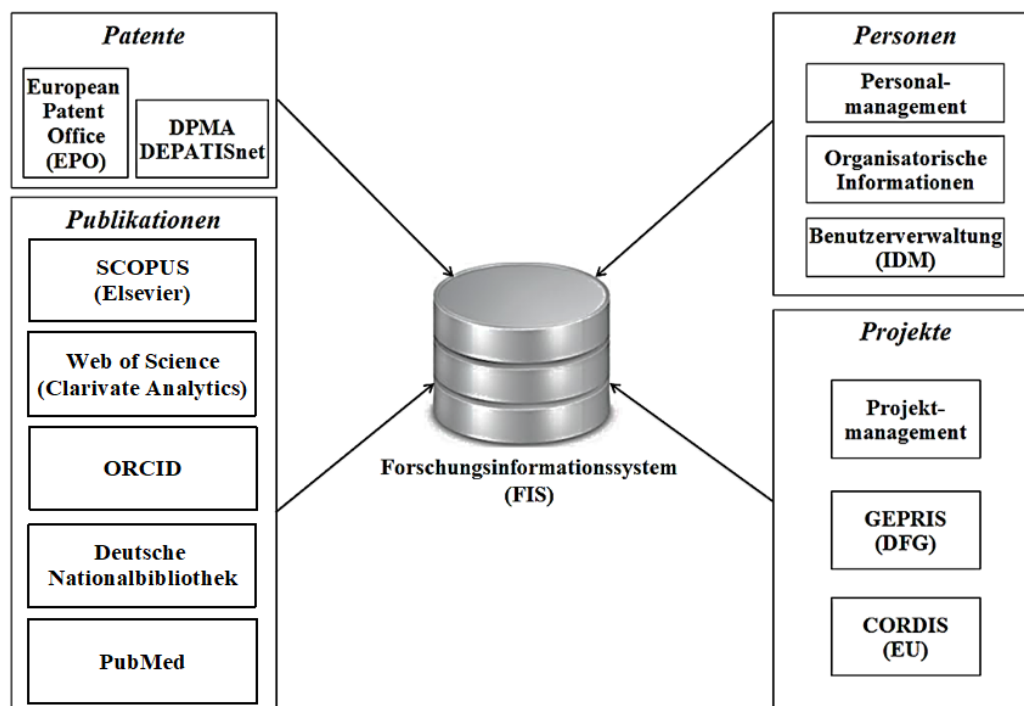 Patente
European
Patent
Office
(EPO)
DPMA
DEPATISnet
Publikationen
SCOPUS
(Elsevier)
Web of Science
(Clarivate Analytics)
ORCID
Deutsche
Nationalbibliothek
PubMed
Forschungsinformationssystem
(FIS)
Personen
Personal-
management
Organisatorische
Informationen
Benutzerverwaltung
(IDM)
Projekte
Projekt-
management
GEPRIS
(DFG)
CORDIS
(EU)